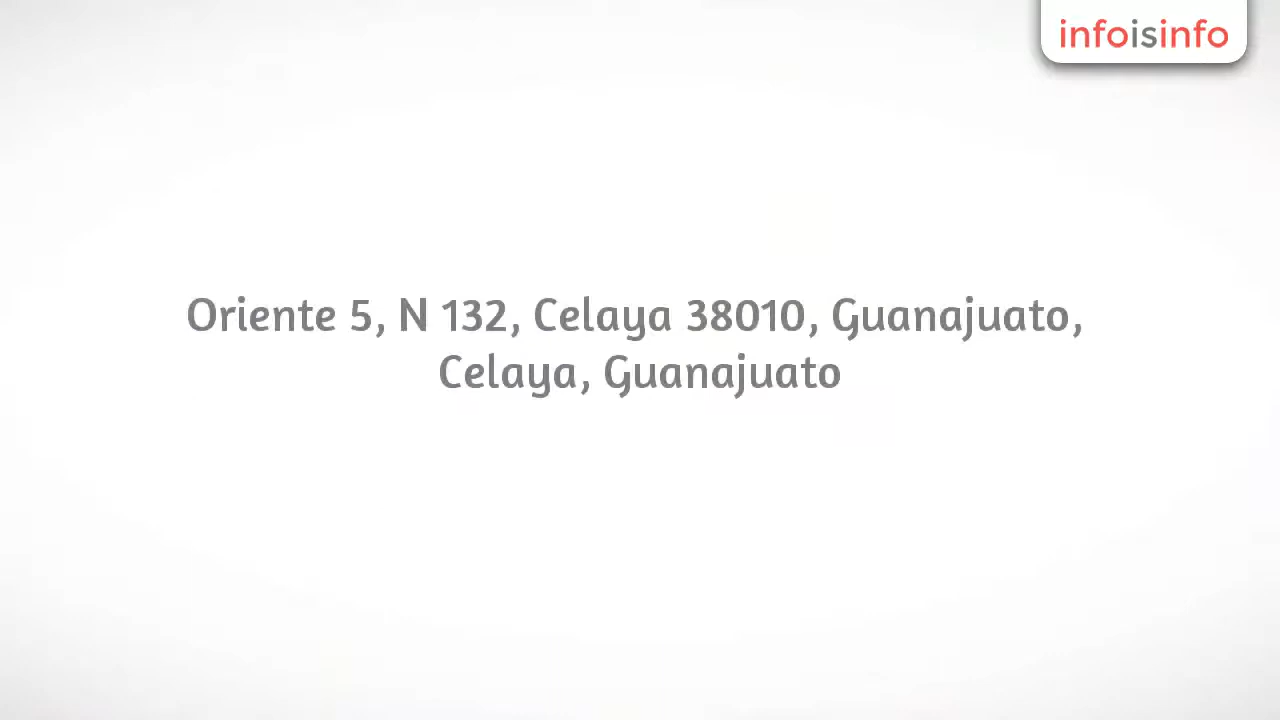 infoisinfo
Oriente 5, N 132, Celaya 38010, Guanajuato,
Celaya, Guanajuato